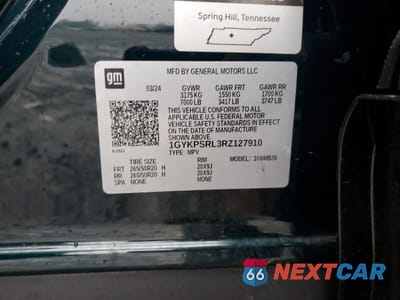 Spring Hill, Tennessee
gm
MFD BY GENERAL MOTORS LLC
03/24 GVWR GAWR FRT GAWR RR
3175 KG 1550 KG 1700 KG
7000 LB 3417 LB 3747 LB
THIS VEHICLE CONFORMS TO ALL
APPLICABLE U.S. FEDERAL MOTOR
VEHICLE SAFETY STANDARDS IN EFFECT
ON THE DATE OF MANUFACTURE
SHOWN ABOVE.
1GYKPSRL3RZ127910
TYPE: MPV
MODEL: 306MB26
TIRE SIZE RIM
FRT 265/50R20 H 20X9J
RR 265/50R20 H 20X9J
SPA NONE NONE
66 NEXTCAR